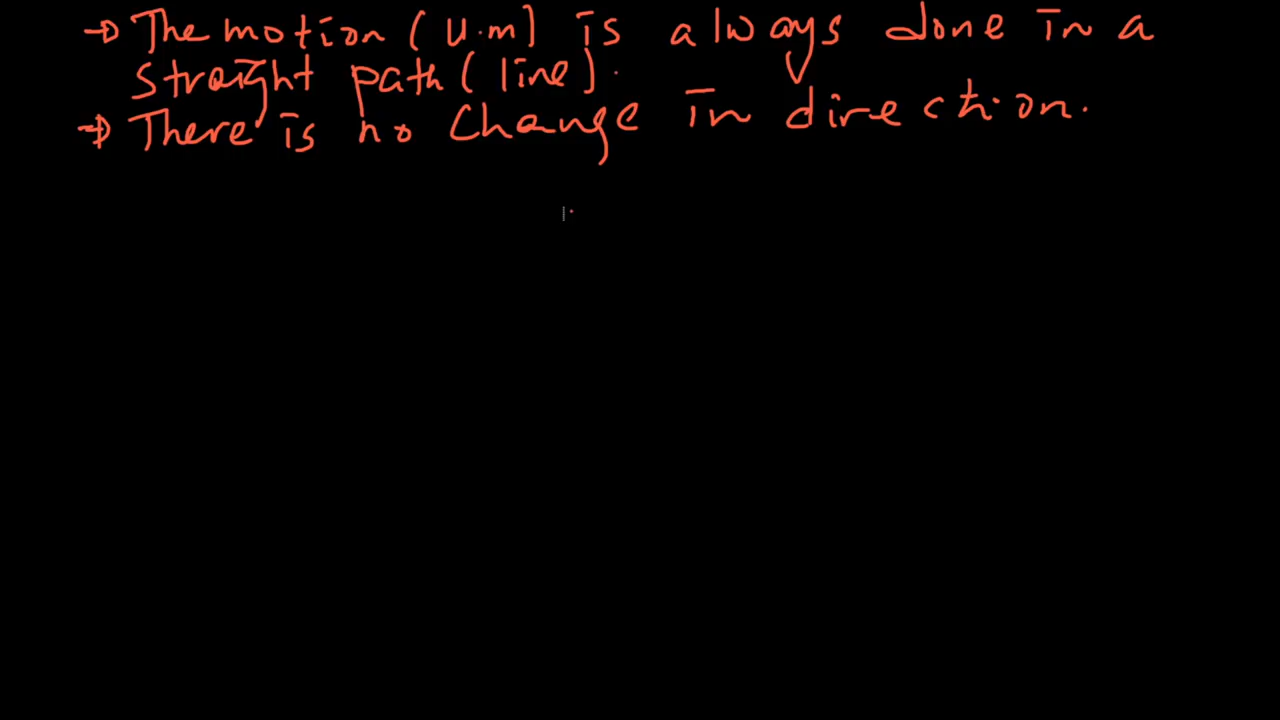 → The motion (U.m) is always done in a
straight path (line).
→ There is no Change in direction.